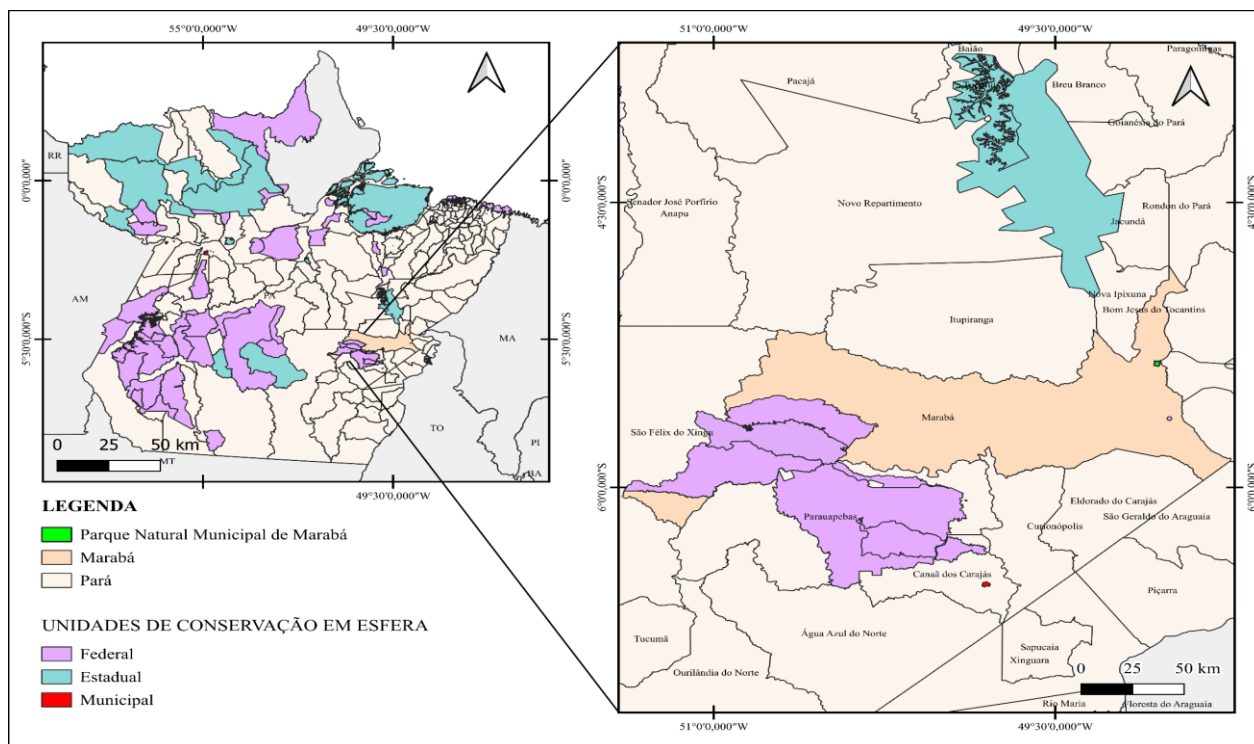 55°0'0,000"W
49°30'0,000"W
0°0'0,000"
0°0'0,000"
5°30'0,000"S
5°30'0,000"S
RR
AM
PA
MA
TO
PI
BA
MT
0 25 50 km
49°30'0,000"W
LEGENDA
Parque Natural Municipal de Marabá
Marabá
Pará
UNIDADES DE CONSERVAÇÃO EM ESFERA
Federal
Estadual
Municipal
51°0'0,000"W
49°30'0,000"W
Baião
Paragominas
Pacajá
Breu Branco
Goianésia do Pará
4°30'0,000"S
4°30'0,000"S
Senador José Porfírio
Anapu
Novo Repartimento
Rondon do Pará
Jacundá
Nova Ipixuna
Bom Jesus do Tocantins
Itupiranga
Marabá
São Félix do Xingu
6°0'0,000"S
6°0'0,000"S
Eldorado do Carajás
São Geraldo do Araguaia
Parauapebas
Curionópolis
Canaã dos Carajás
Piçarra
Tucumã
Água Azul do Norte
Sapucaia
Xinguara
Ourilândia do Norte
0 25 50 km
Rio Maria
Floresta do Araguaia
51°0'0,000"W
49°30'0,000"W